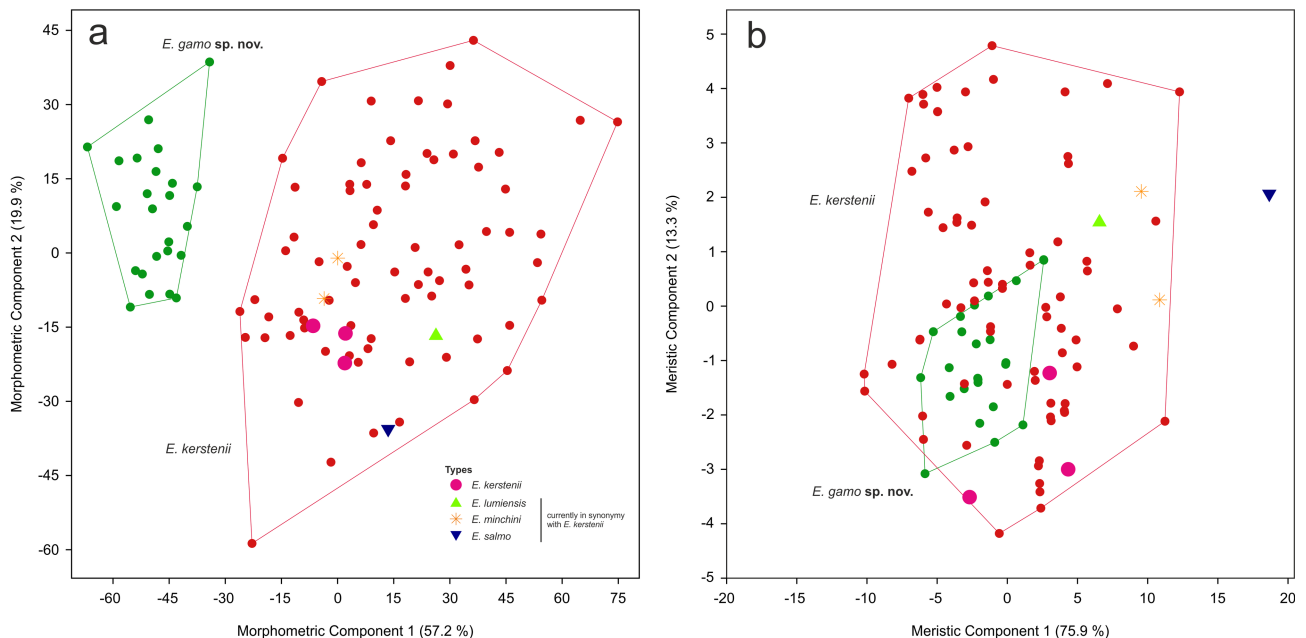 a
E. gamo sp. nov.
E. kerstenii
Types
E. kerstenii
E. lumiensis
E. minchini
E. salmo
currently in synonymy
with E. kerstenii
45
30
15
0
-15
-30
-45
-60
-60
-45
-30
-15
0
15
30
45
60
75
Morphometric Component 2 (19.9 %)
Morphometric Component 1 (57.2 %)
b
E. kerstenii
E. gamo sp. nov.
5
4
3
2
1
0
-1
-2
-3
-4
-5
-20
-15
-10
-5
0
5
10
15
20
Meristic Component 2 (13.3 %)
Meristic Component 1 (75.9 %)